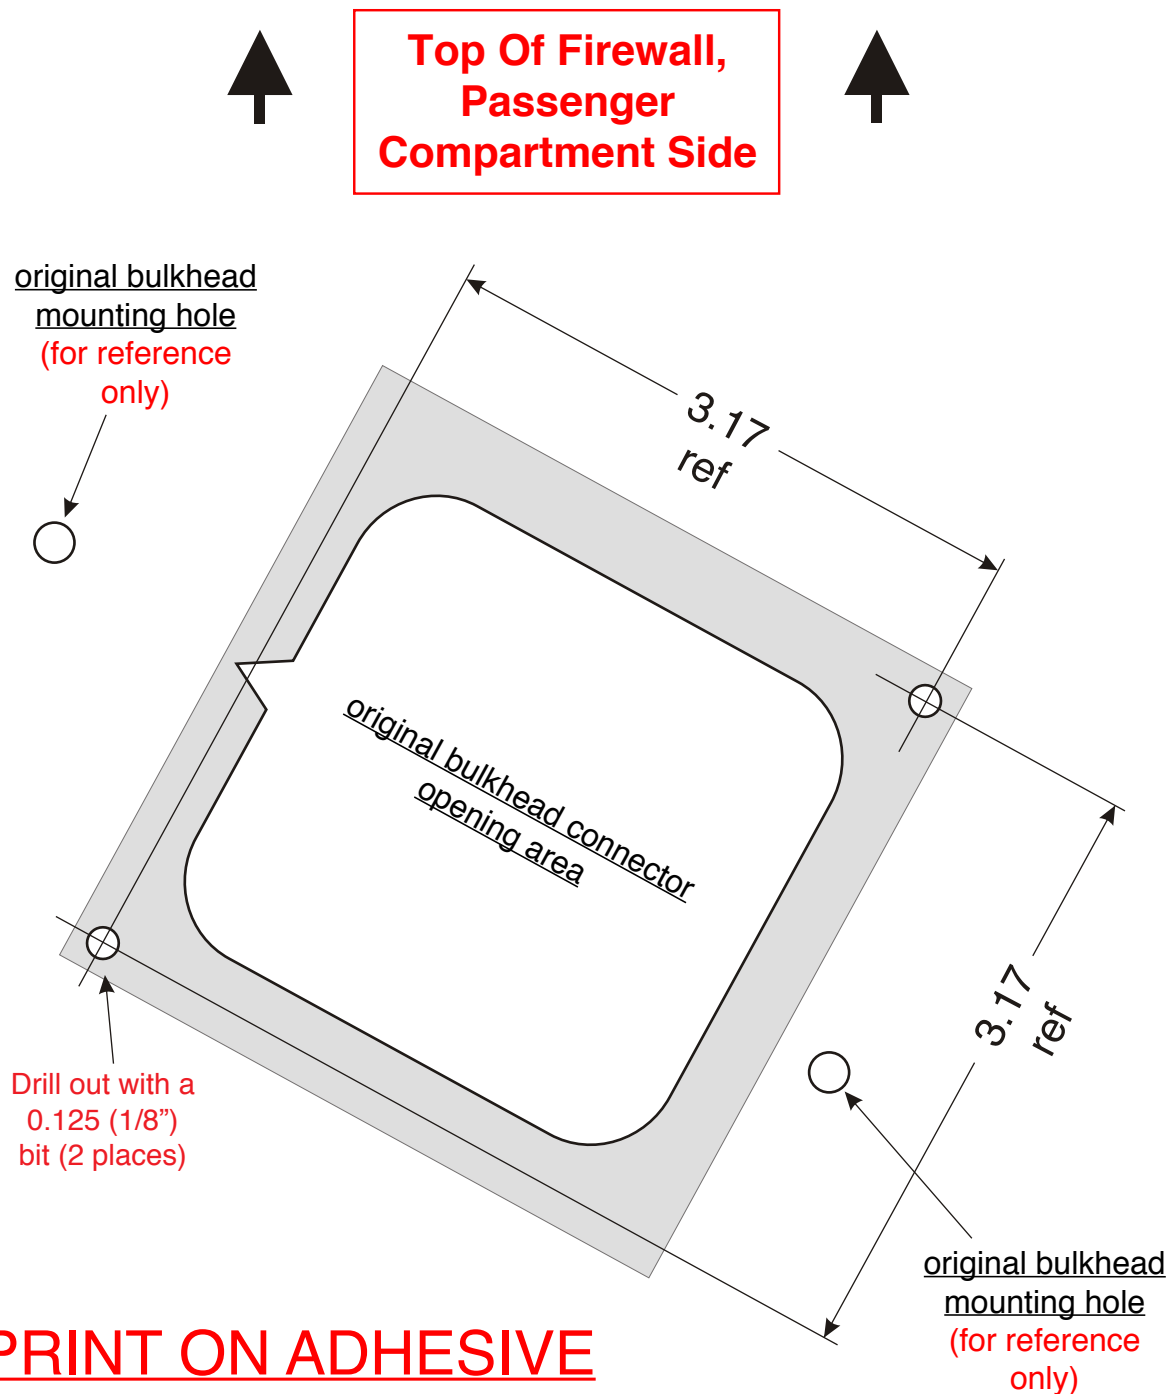 Top Of Firewall,
Passenger
Compartment Side
original bulkhead
mounting hole
(for reference
only)
3.17
ref
original bulkhead connector
opening area
3.17
ref
Drill out with a
0.125 (1/8”)
bit (2 places)
original bulkhead
mounting hole
(for reference
only)
PRINT ON ADHESIVE